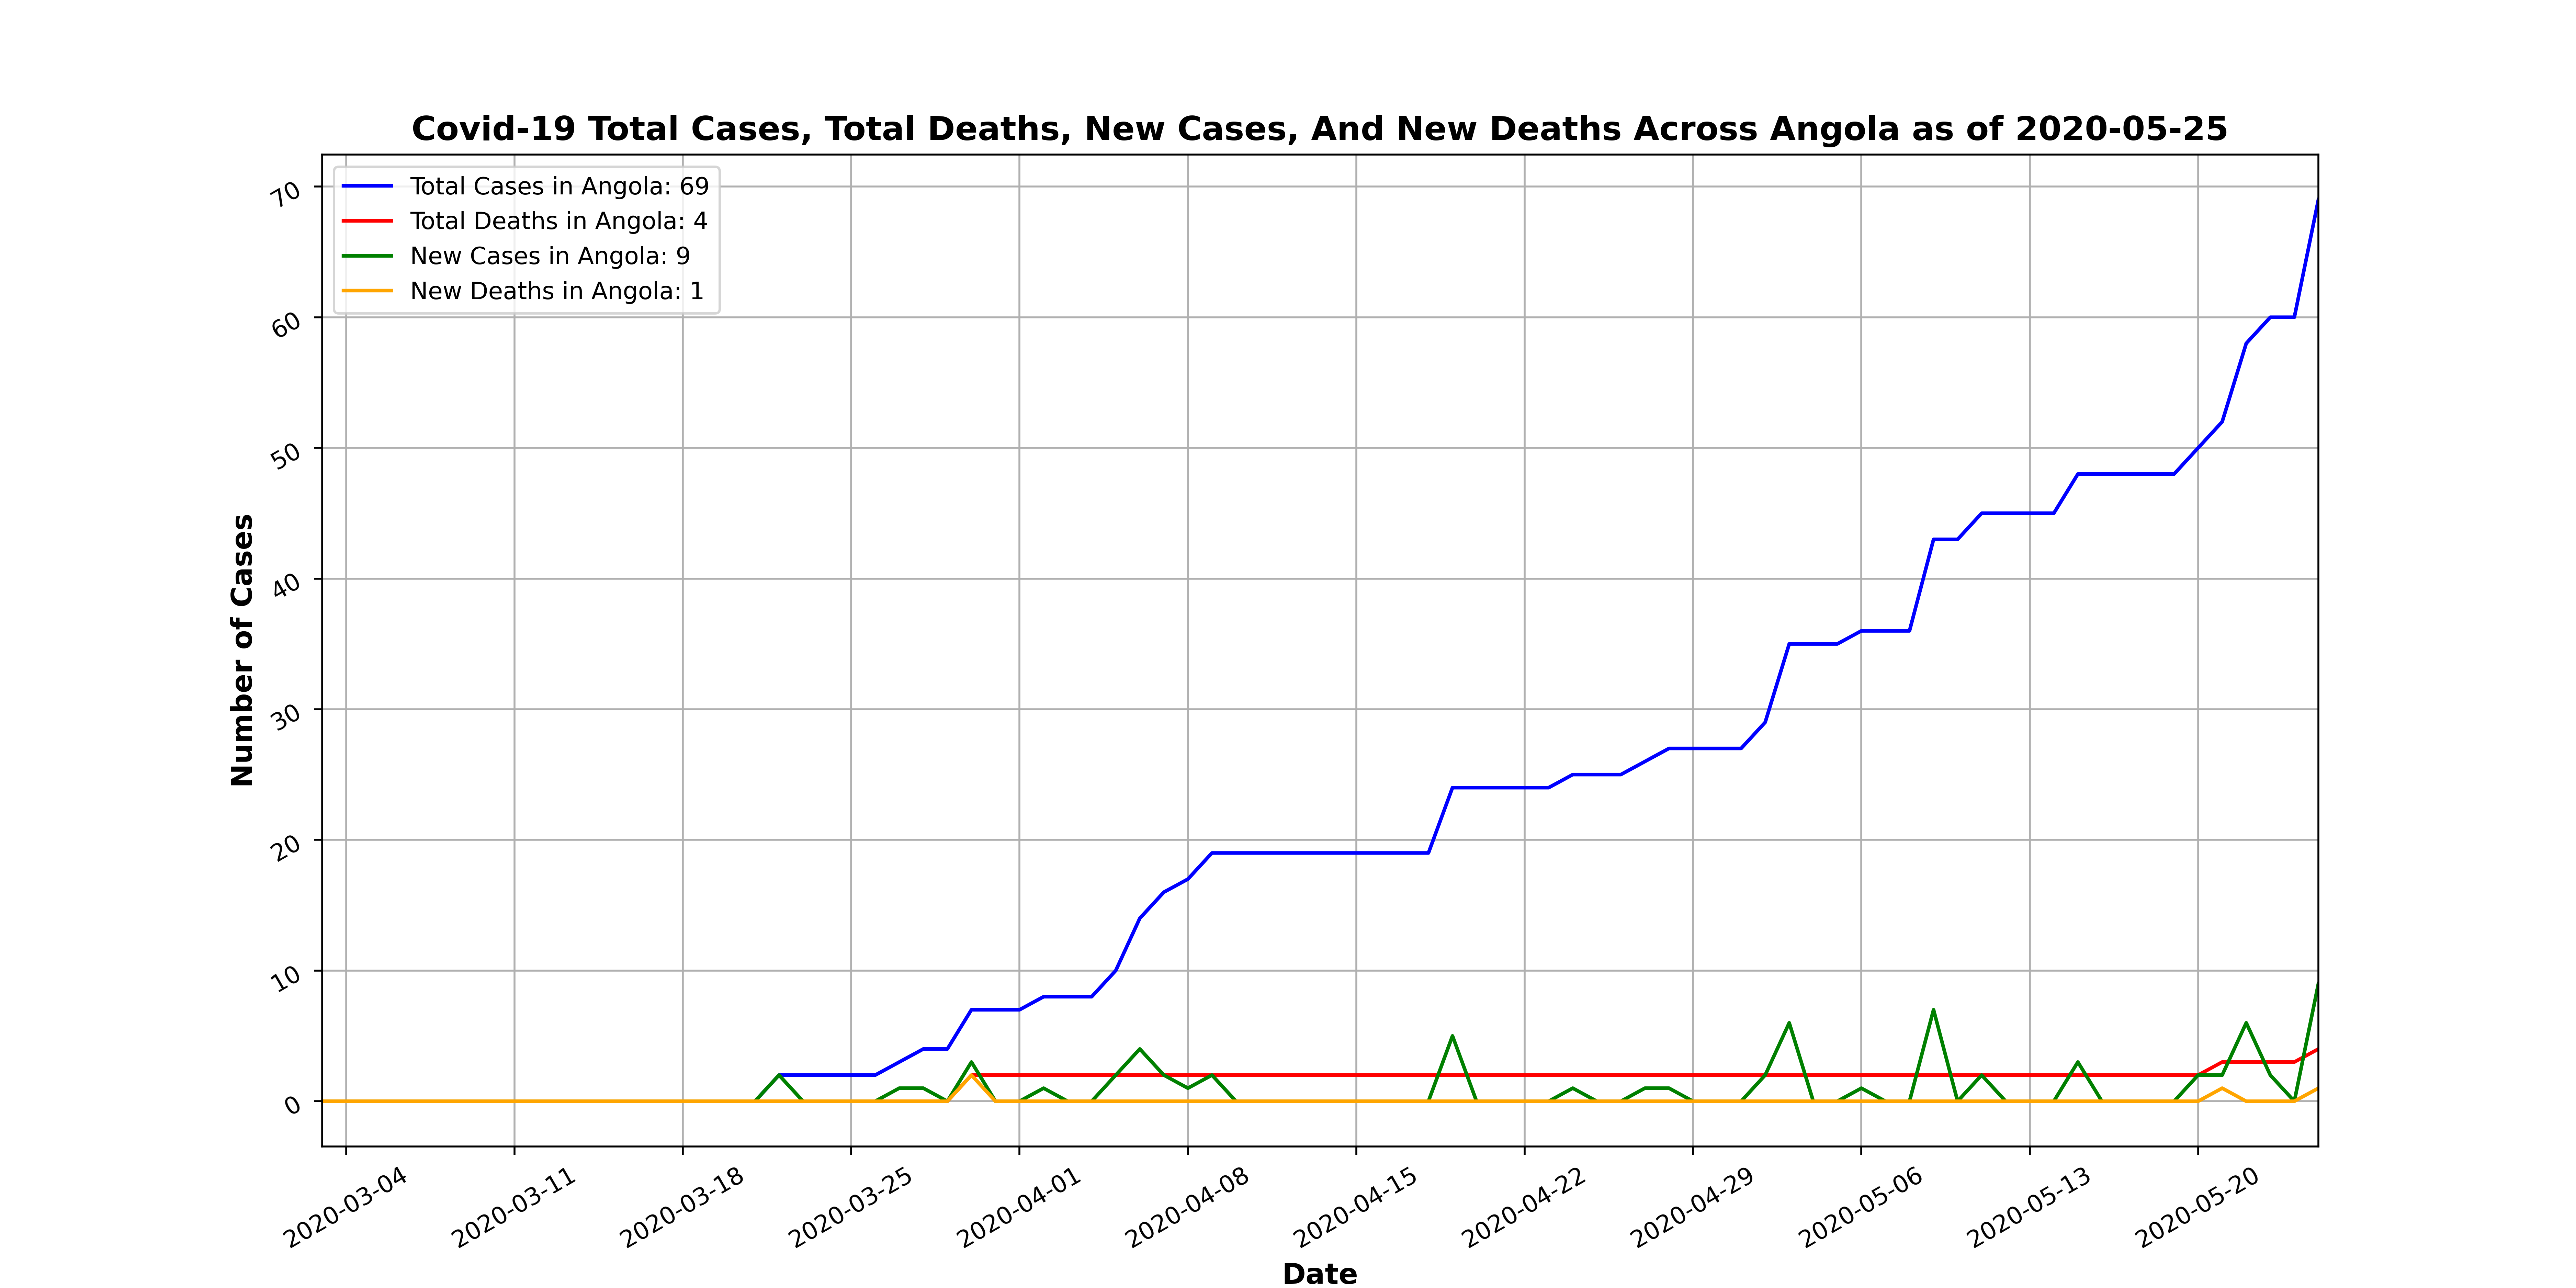 Covid-19 Total Cases, Total Deaths, New Cases, And New Deaths Across Angola as of 2020-05-25
Total Cases in Angola: 69
Total Deaths in Angola: 4
New Cases in Angola: 9
New Deaths in Angola: 1
70
60
50
40
30
20
10
0
Number of Cases
2020-03-04
2020-03-11
2020-03-18
2020-03-25
2020-04-01
2020-04-08
2020-04-15
2020-04-22
2020-04-29
2020-05-06
2020-05-13
2020-05-20
Date